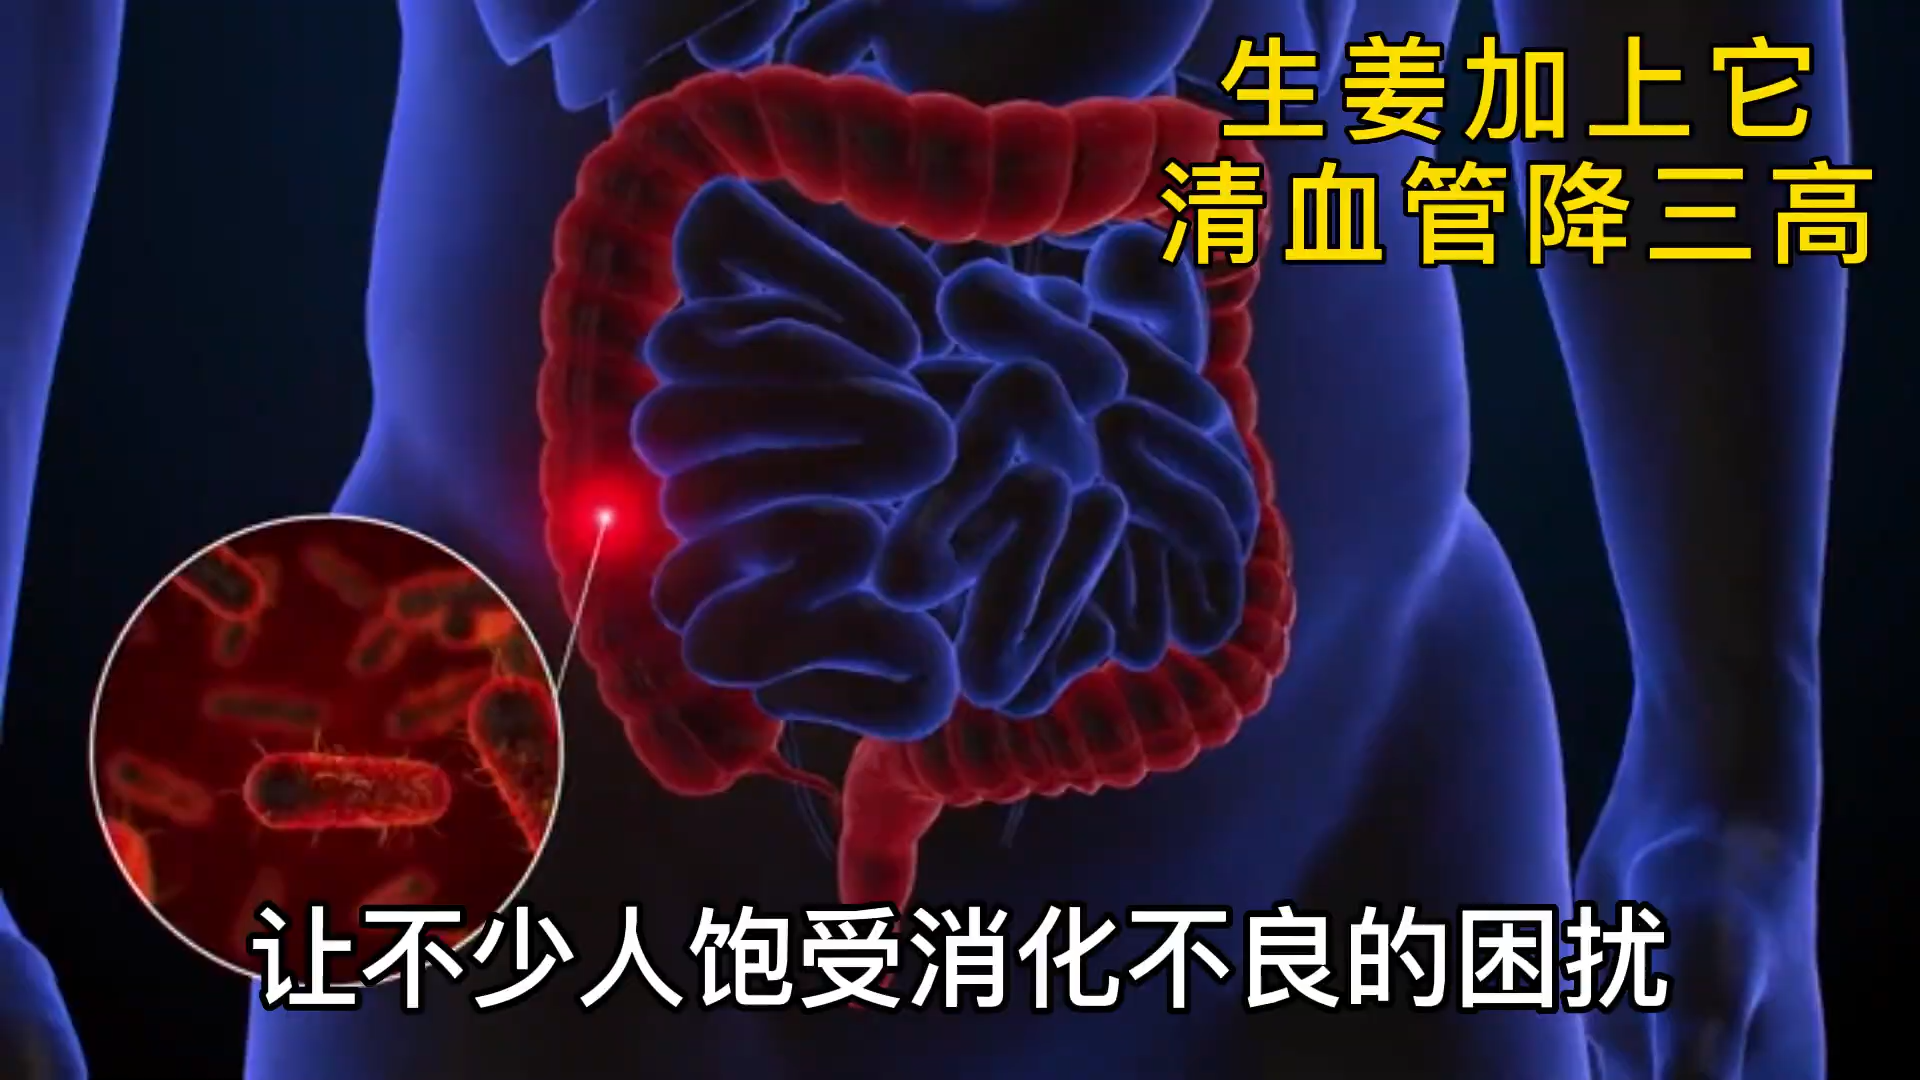 生姜加上它
清血管降三高
让不少人饱受消化不良的困扰